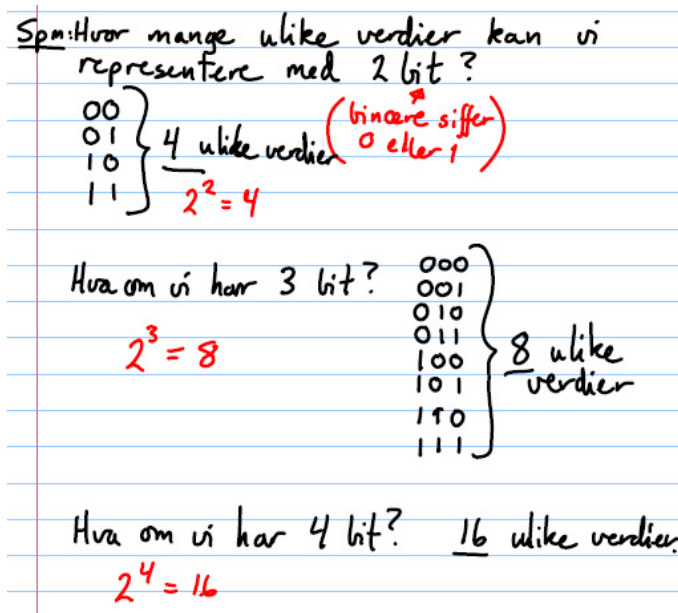 Spm: Hvor mange ulike verdier kan vi
representere med 2 bit?
(binære siffer
0 eller 1)
00
01
10
11
4 ulike verdier
2² = 4
Hva om vi har 3 bit?
2³ = 8
000
001
010
011
100
101
110
111
8 ulike
verdier
Hva om vi har 4 bit? 16 ulike verdier.
2⁴ = 16